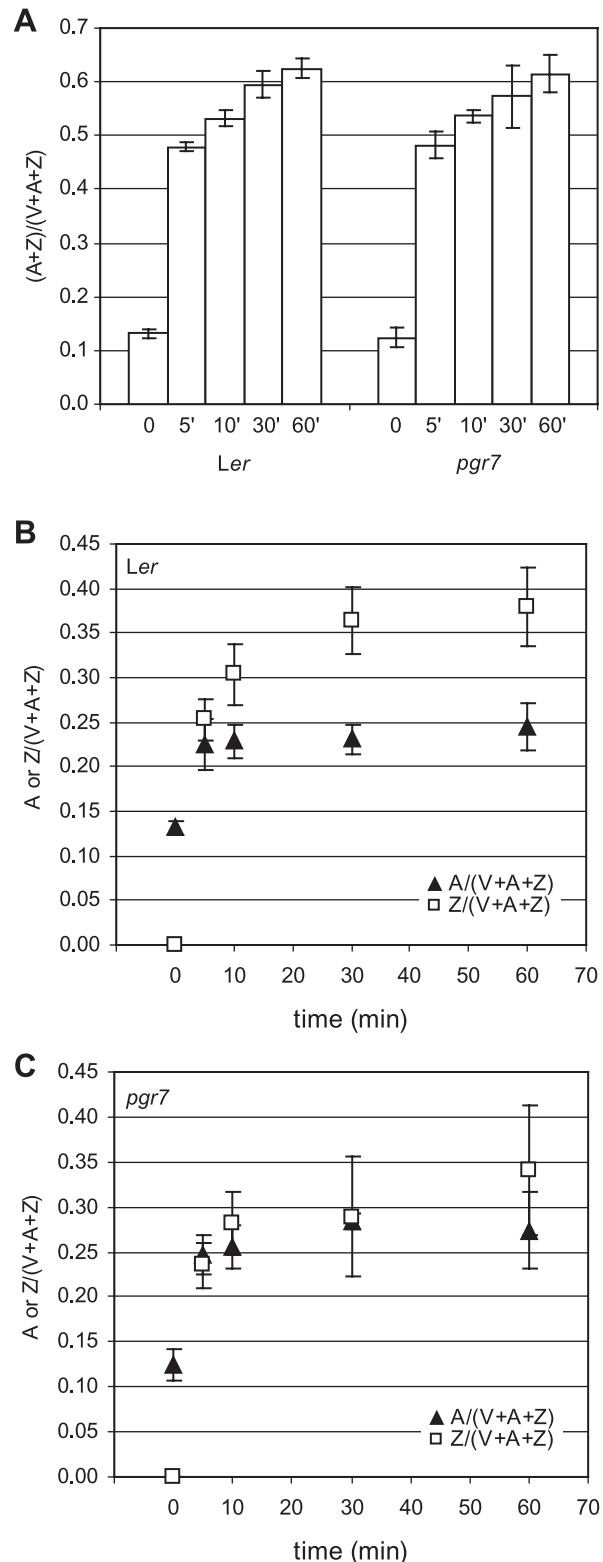 A
(A+Z)/(V+A+Z)
0.7
0.6
0.5
0.4
0.3
0.2
0.1
0.0
0 5' 10' 30' 60' 0 5' 10' 30' 60'
Ler pgr7
B
Ler
A or Z/(V+A+Z)
0.45
0.40
0.35
0.30
0.25
0.20
0.15
0.10
0.05
0.00
▲ A/(V+A+Z)
□ Z/(V+A+Z)
0 10 20 30 40 50 60 70
time (min)
C
pgr7
A or Z/(V+A+Z)
0.45
0.40
0.35
0.30
0.25
0.20
0.15
0.10
0.05
0.00
▲ A/(V+A+Z)
□ Z/(V+A+Z)
0 10 20 30 40 50 60 70
time (min)